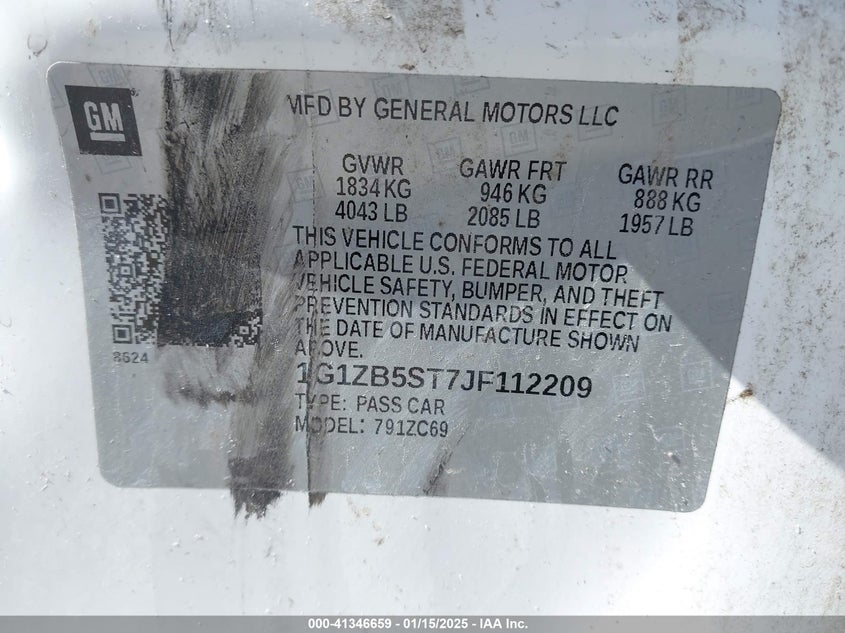 GM
MFD BY GENERAL MOTORS LLC
GVWR GAWR FRT GAWR RR
1834 KG 946 KG 888 KG
4043 LB 2085 LB 1957 LB
THIS VEHICLE CONFORMS TO ALL
APPLICABLE U.S. FEDERAL MOTOR
VEHICLE SAFETY, BUMPER, AND THEFT
PREVENTION STANDARDS IN EFFECT ON
THE DATE OF MANUFACTURE SHOWN
ABOVE.
8624
1G1ZB5ST7JF112209
TYPE: PASS CAR
MODEL: 791ZC69
000-41346659 — 01/15/2025 — IAA Inc.